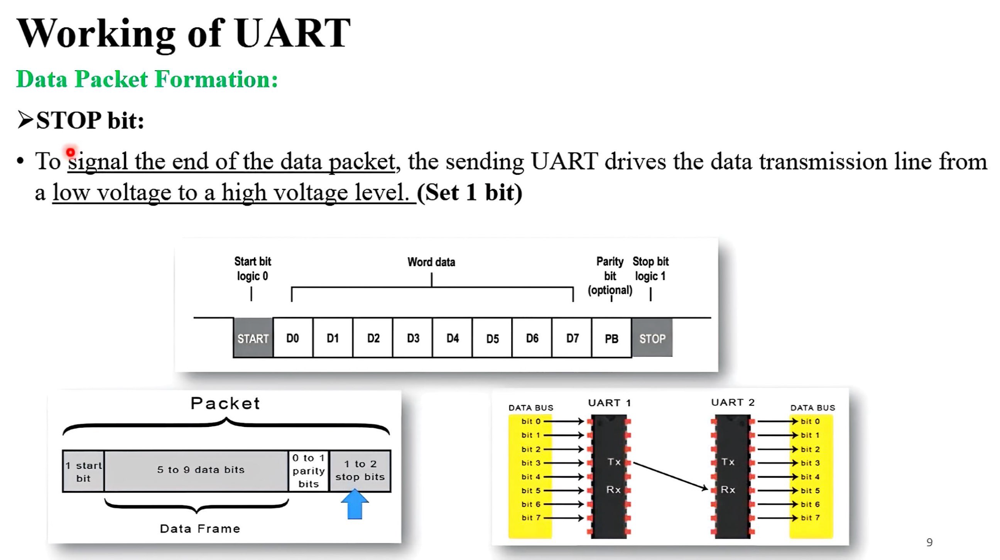 Working of UART
Data Packet Formation:
➢STOP bit:
• To signal the end of the data packet, the sending UART drives the data transmission line from
a low voltage to a high voltage level. (Set 1 bit)
Start bit
logic 0
Word data
Parity
bit
(optional)
Stop bit
logic 1
START D0 D1 D2 D3 D4 D5 D6 D7 PB STOP
Packet
1 start
bit
5 to 9 data bits
0 to 1
parity
bits
1 to 2
stop bits
Data Frame
DATA BUS
bit 0
bit 1
bit 2
bit 3
bit 4
bit 5
bit 6
bit 7
UART 1
Tx
Rx
UART 2
Tx
Rx
DATA BUS
bit 0
bit 1
bit 2
bit 3
bit 4
bit 5
bit 6
bit 7
9